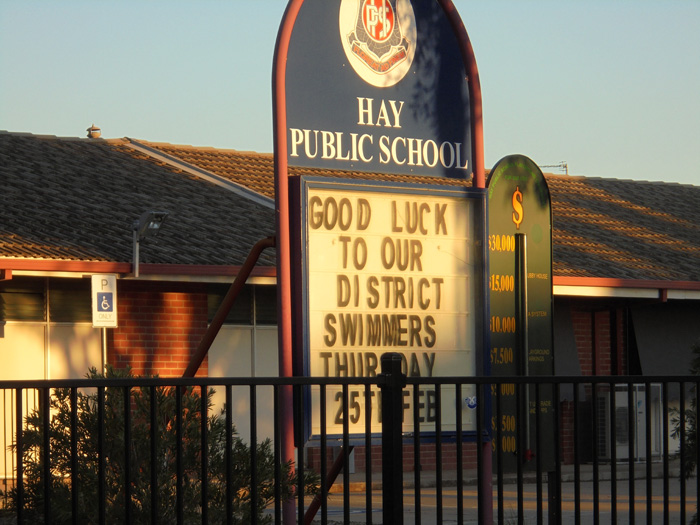 HAY
PUBLIC SCHOOL
GOOD LUCK
TO OUR
DISTRICT
SWIMMERS
THURSDAY
25TH FEB
$
$30,000
$15,000
$10,000
$7,500
ONLY